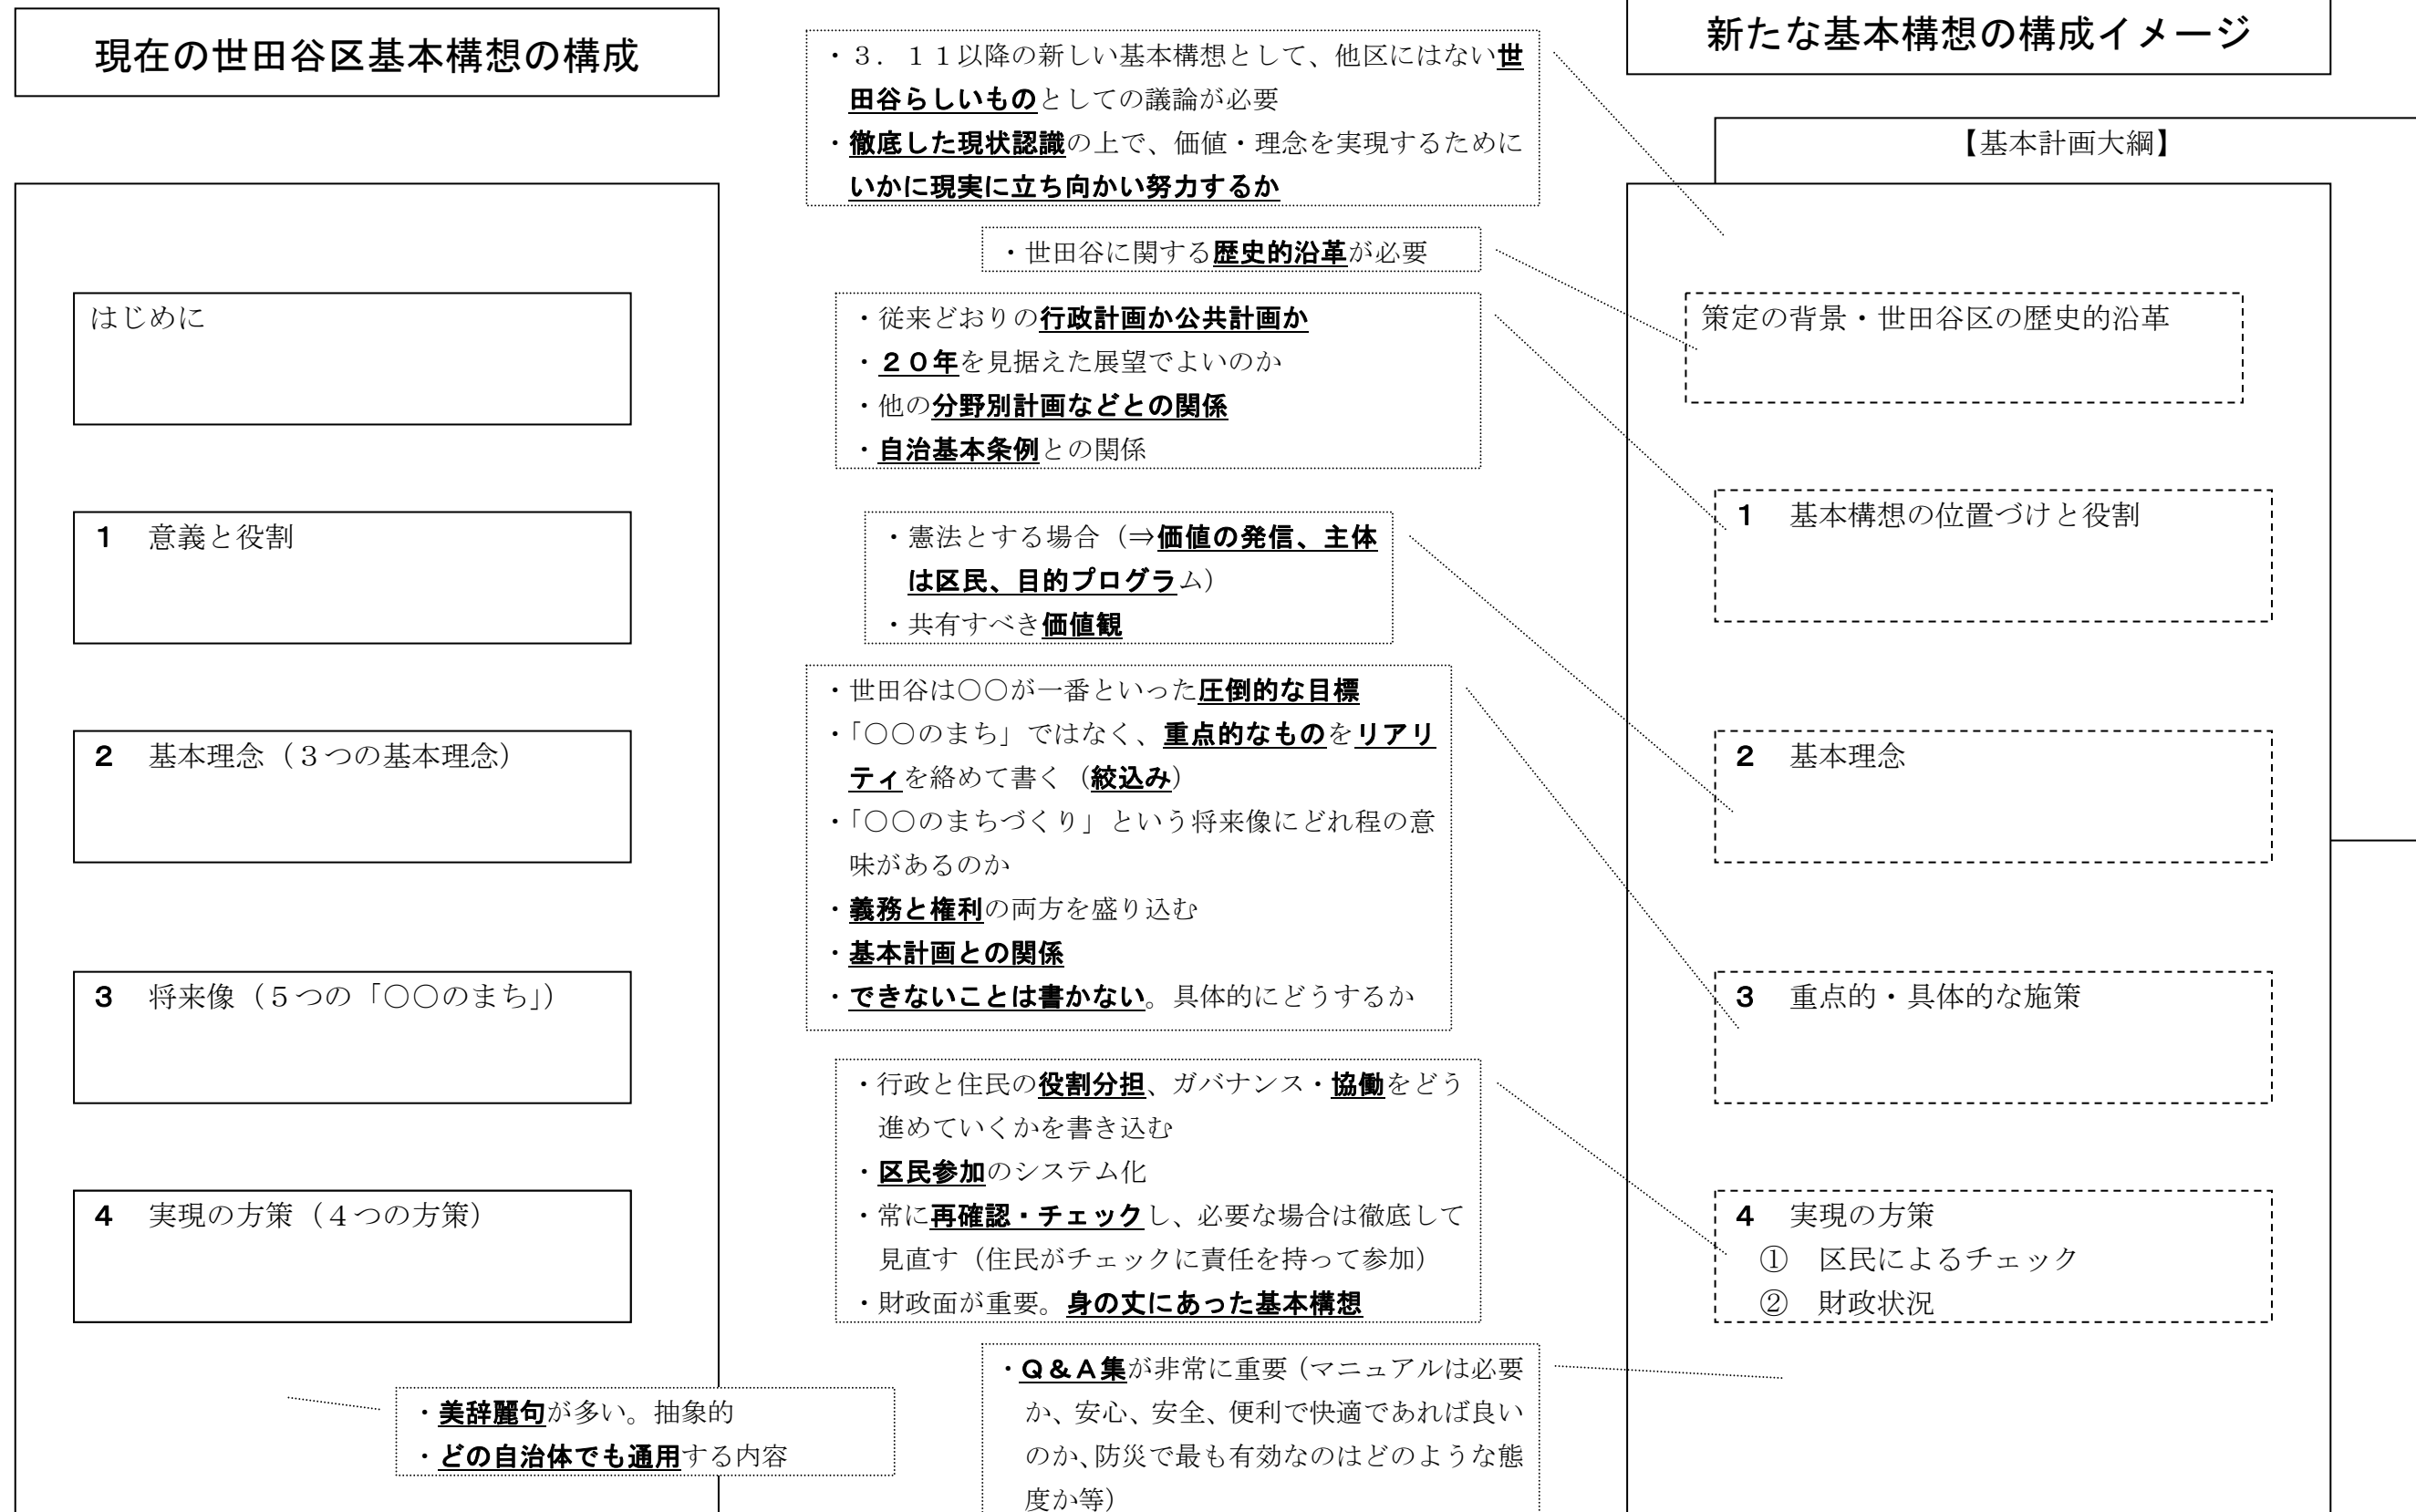 現在の世田谷区基本構想の構成
はじめに
1 意義と役割
2 基本理念（３つの基本理念）
3 将来像（５つの「○○のまち」）
4 実現の方策（４つの方策）
・美辞麗句が多い。抽象的
・どの自治体でも通用する内容
・３．１１以降の新しい基本構想として、他区にはない世
田谷らしいものとしての議論が必要
・徹底した現状認識の上で、価値・理念を実現するために
いかに現実に立ち向かい努力するか
・世田谷に関する歴史的沿革が必要
・従来どおりの行政計画か公共計画か
・２０年を見据えた展望でよいのか
・他の分野別計画などとの関係
・自治基本条例との関係
・憲法とする場合（⇒価値の発信、主体
は区民、目的プログラム）
・共有すべき価値観
・世田谷は○○が一番といった圧倒的な目標
・「○○のまち」ではなく、重点的なものをリアリ
ティを絡めて書く（絞込み）
・「○○のまちづくり」という将来像にどれ程の意
味があるのか
・義務と権利の両方を盛り込む
・基本計画との関係
・できないことは書かない。具体的にどうするか
・行政と住民の役割分担、ガバナンス・協働をどう
進めていくかを書き込む
・区民参加のシステム化
・常に再確認・チェックし、必要な場合は徹底して
見直す（住民がチェックに責任を持って参加）
・財政面が重要。身の丈にあった基本構想
・Ｑ＆Ａ集が非常に重要（マニュアルは必要
か、安心、安全、便利で快適であれば良い
のか、防災で最も有効なのはどのような態
度か等）
新たな基本構想の構成イメージ
【基本計画大綱】
策定の背景・世田谷区の歴史的沿革
1 基本構想の位置づけと役割
2 基本理念
3 重点的・具体的な施策
4 実現の方策
① 区民によるチェック
② 財政状況